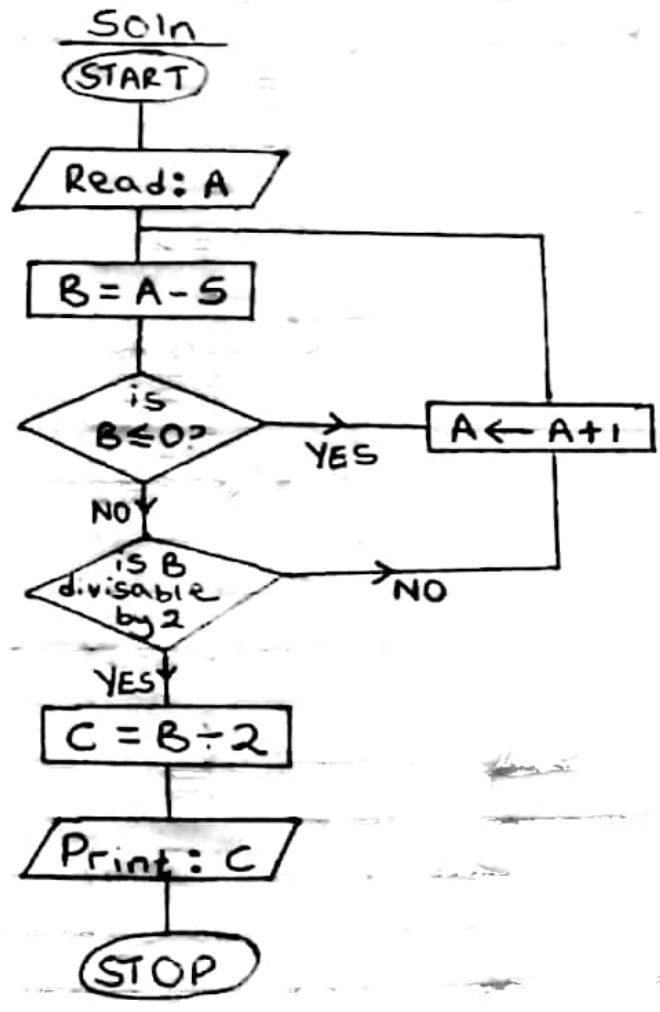 Soln
START
Read: A
B = A - 5
is
B ≤ 0?
YES
A ← A + 1
NO
is B
divisable
by 2
NO
YES
C = B ÷ 2
Print: C
STOP